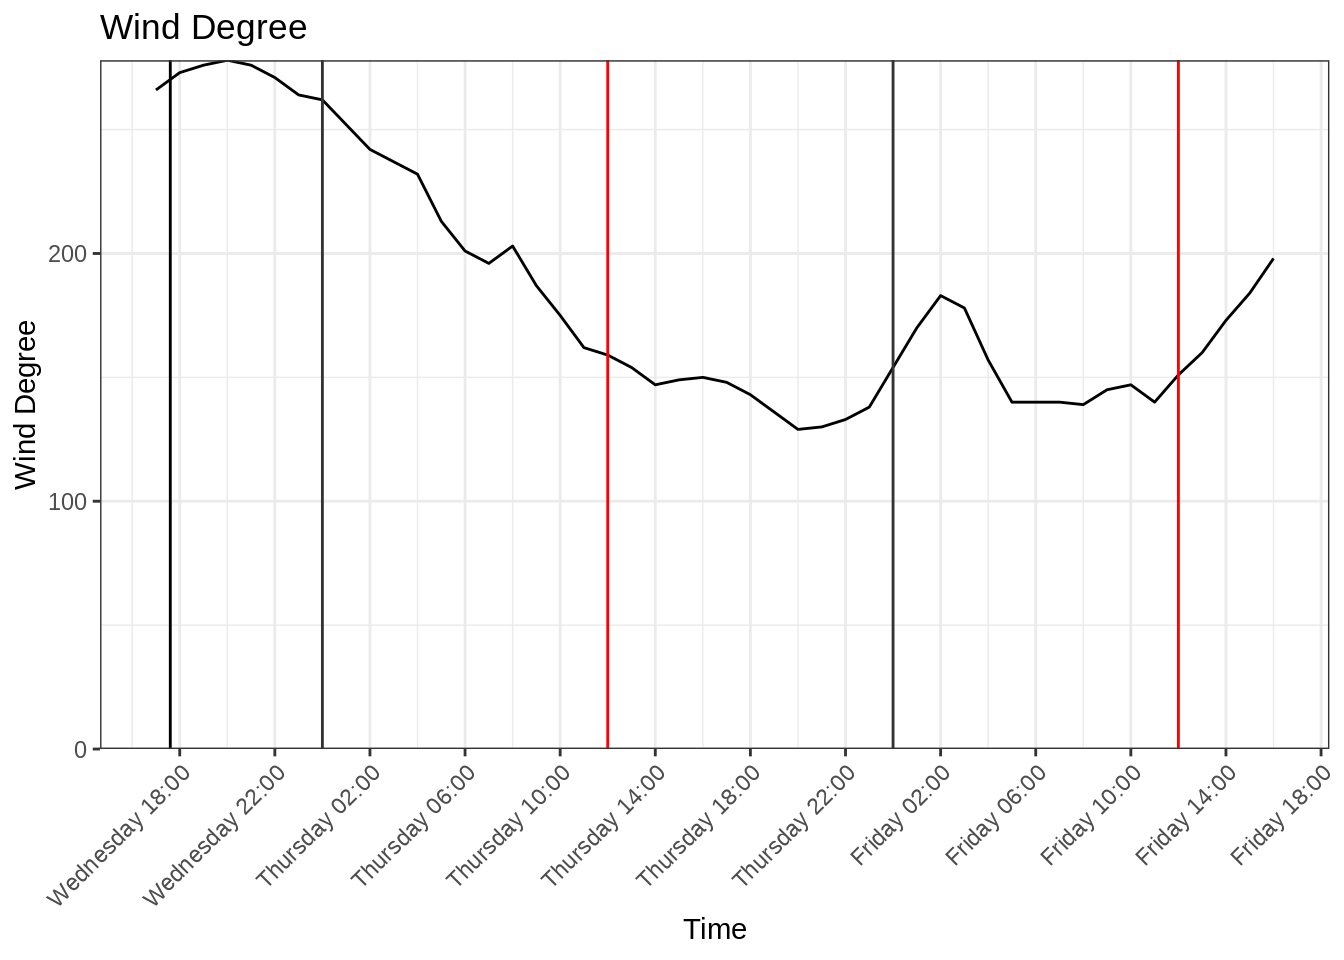 Wind Degree
Wind Degree
200
100
0
Wednesday 18:00
Wednesday 22:00
Thursday 02:00
Thursday 06:00
Thursday 10:00
Thursday 14:00
Thursday 18:00
Thursday 22:00
Friday 02:00
Friday 06:00
Friday 10:00
Friday 14:00
Friday 18:00
Time